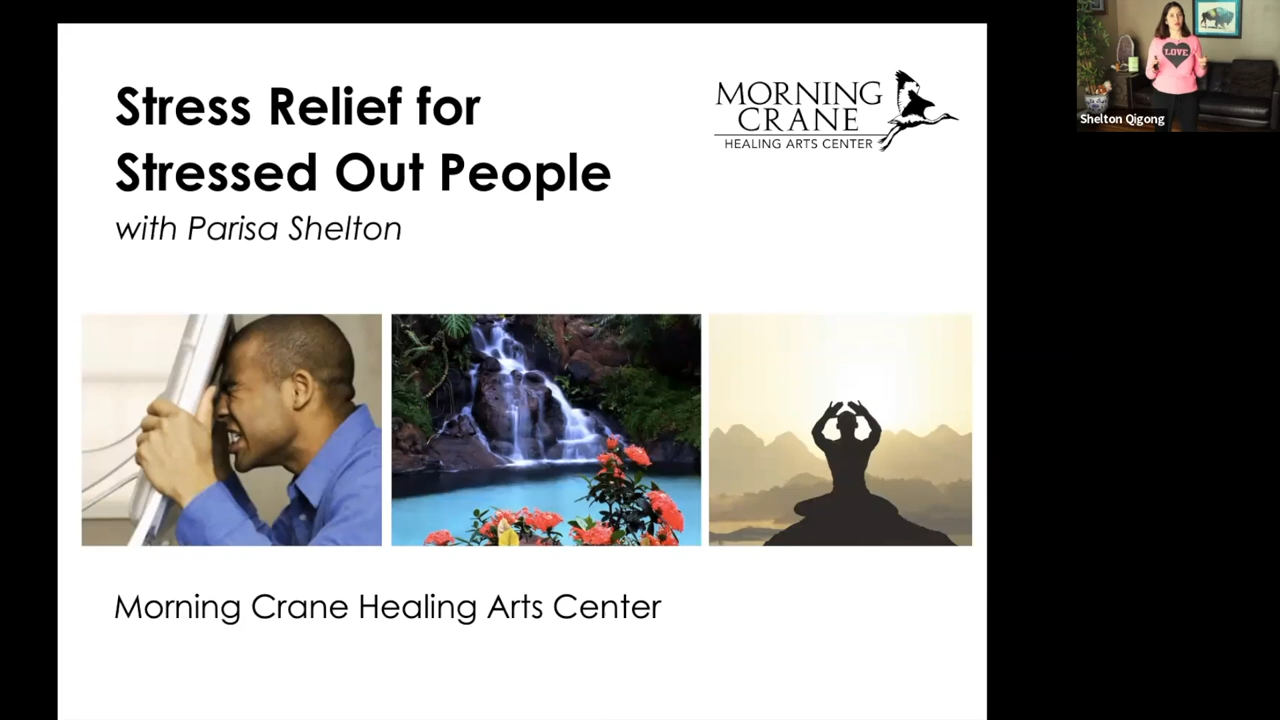 Stress Relief for
Stressed Out People
with Parisa Shelton
MORNING
CRANE
HEALING ARTS CENTER
LOVE
Shelton Qigong
Morning Crane Healing Arts Center